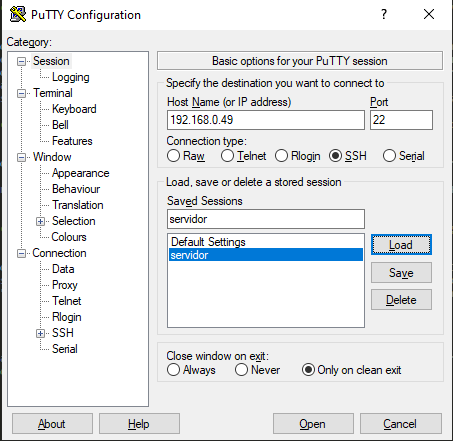 PuTTY Configuration
?
Category:
Session
Logging
Terminal
Keyboard
Bell
Features
Window
Appearance
Behaviour
Translation
Selection
Colours
Connection
Data
Proxy
Telnet
Rlogin
SSH
Serial
Basic options for your PuTTY session
Specify the destination you want to connect to
Host Name (or IP address) Port
192.168.0.49 22
Connection type:
Raw Telnet Rlogin SSH Serial
Load, save or delete a stored session
Saved Sessions
servidor
Default Settings
servidor
Load
Save
Delete
Close window on exit:
Always Never Only on clean exit
About Help Open Cancel